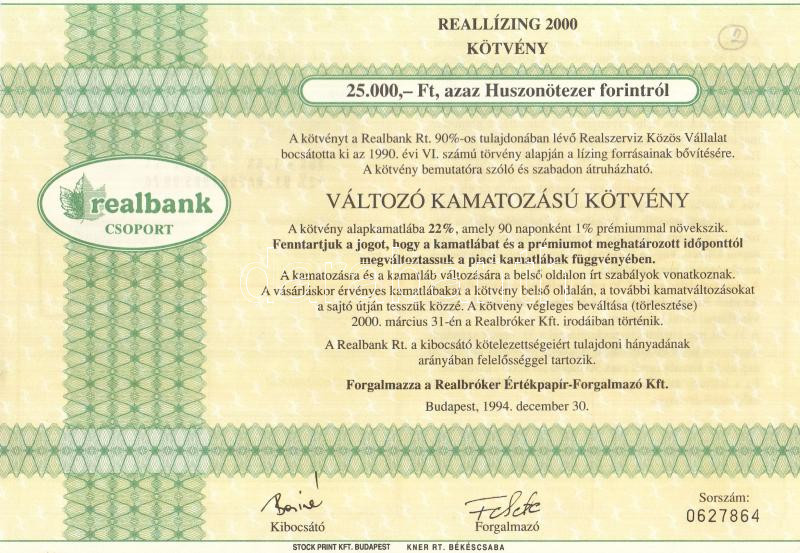 REALLÍZING 2000
KÖTVÉNY
2
25.000,– Ft, azaz Huszonötezer forintról
A kötvényt a Realbank Rt. 90%-os tulajdonában lévő Realszerviz Közös Vállalat
bocsátotta ki az 1990. évi VI. számú törvény alapján a lízing forrásainak bővítésére.
A kötvény bemutatóra szóló és szabadon átruházható.
realbank
CSOPORT
VÁLTOZÓ KAMATOZÁSÚ KÖTVÉNY
A kötvény alapkamatlába 22%, amely 90 naponként 1% prémiummal növekszik.
Fenntartjuk a jogot, hogy a kamatlábat és a prémiumot meghatározott időponttól
megváltoztassuk a piaci kamatlábak függvényében.
A kamatozásra és a kamatláb változására a belső oldalon írt szabályok vonatkoznak.
A vásárláskor érvényes kamatlábakat a kötvény belső oldalán, a további kamatváltozásokat
a sajtó útján tesszük közzé. A kötvény végleges beváltása (törlesztése)
2000. március 31-én a Realbróker Kft. irodáiban történik.
A Realbank Rt. a kibocsátó kötelezettségeiért tulajdoni hányadának
arányában felelősséggel tartozik.
Forgalmazza a Realbróker Értékpapír-Forgalmazó Kft.
Budapest, 1994. december 30.
Kibocsátó
Forgalmazó
Sorszám:
0627864
STOCK PRINT KFT. BUDAPEST KNER RT. BÉKÉSCSABA